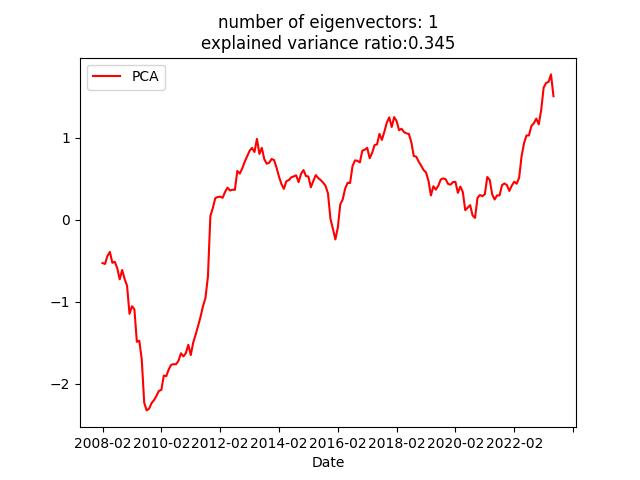 number of eigenvectors: 1
explained variance ratio:0.345
PCA
1
0
−1
−2
2008-02 2010-02 2012-02 2014-02 2016-02 2018-02 2020-02 2022-02
Date